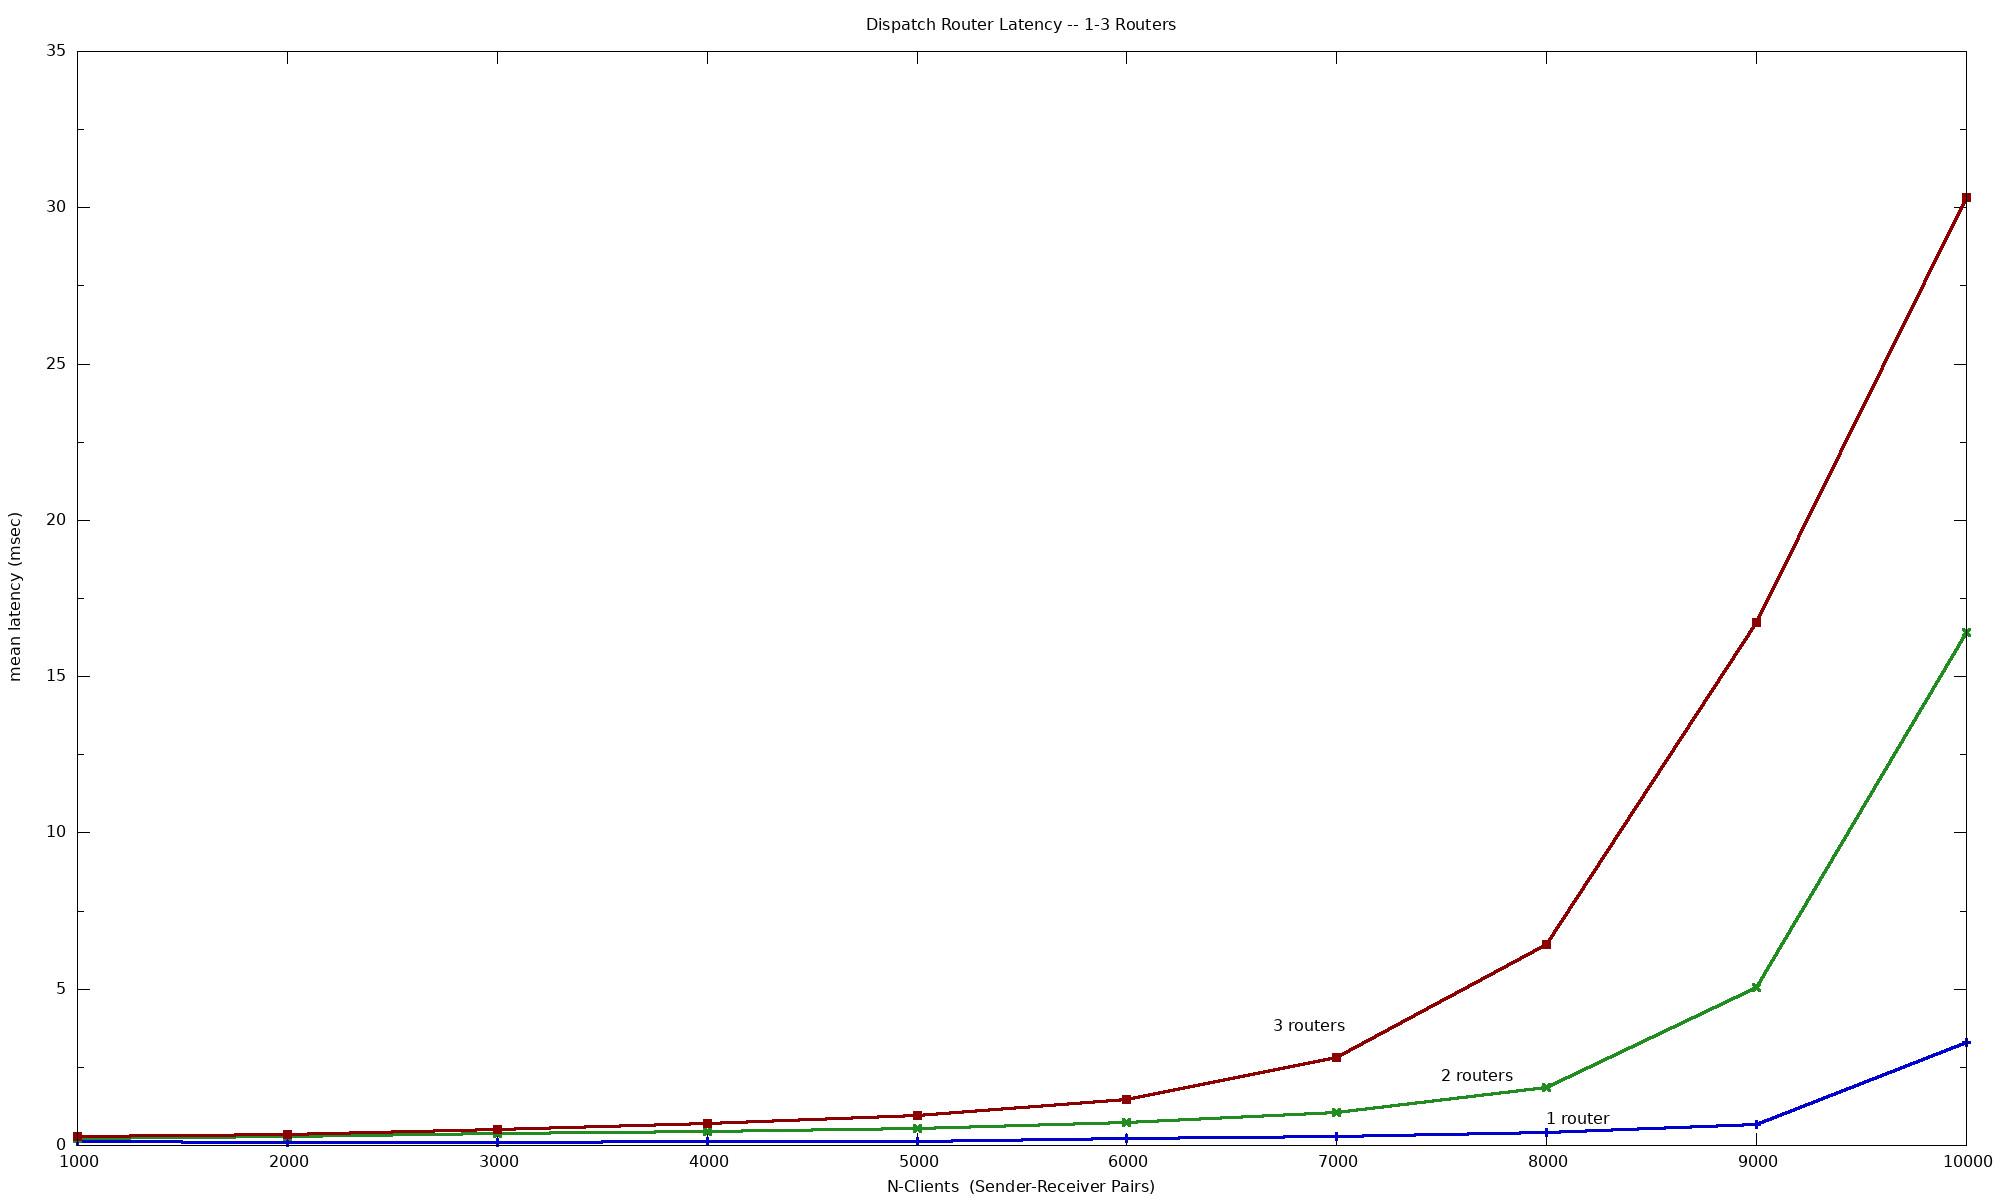 Dispatch Router Latency -- 1-3 Routers
35
30
25
20
15
10
5
0
mean latency (msec)
3 routers
2 routers
1 router
1000 2000 3000 4000 5000 6000 7000 8000 9000 10000
N-Clients  (Sender-Receiver Pairs)